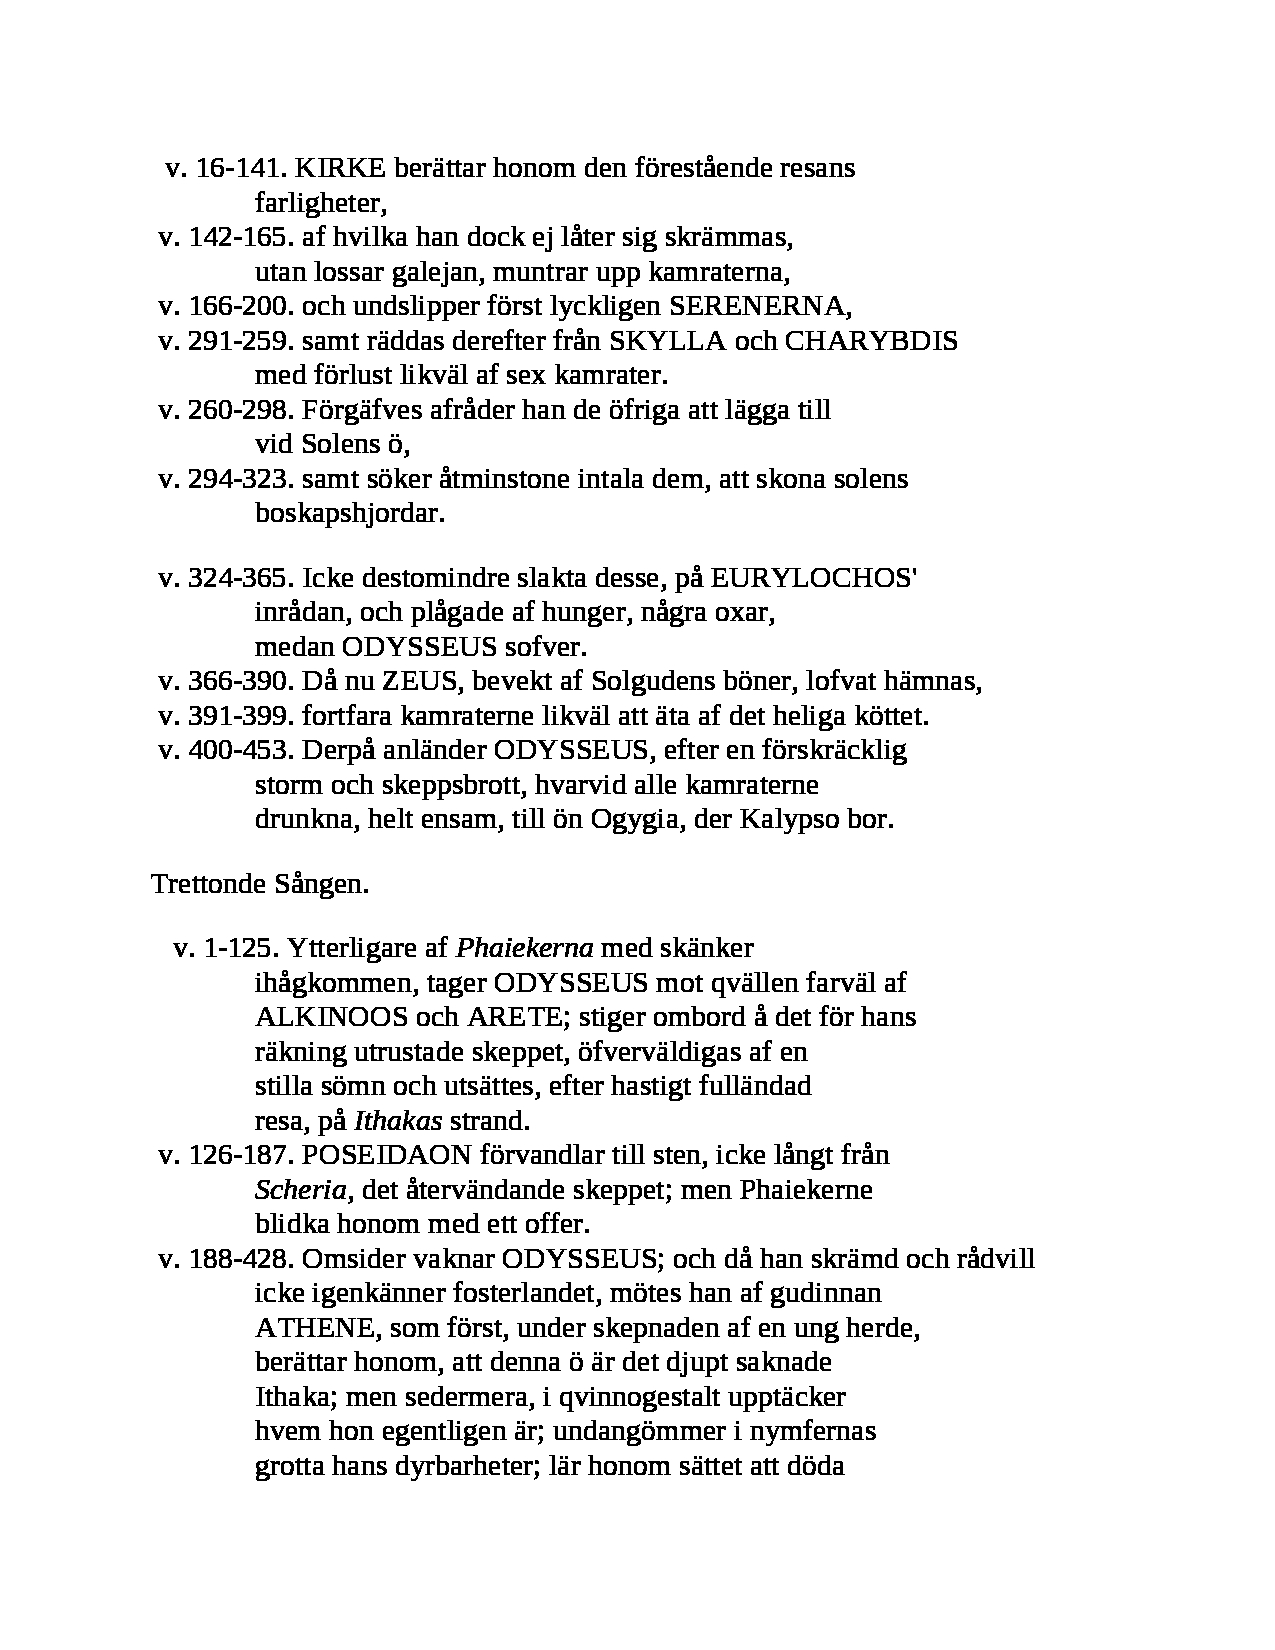 v. 16-141. KIRKE berättar honom den förestående resans
farligheter,
v. 142-165. af hvilka han dock ej låter sig skrämmas,
utan lossar galejan, muntrar upp kamraterna,
v. 166-200. och undslipper först lyckligen SERENERNA,
v. 291-259. samt räddas derefter från SKYLLA och CHARYBDIS
med förlust likväl af sex kamrater.
v. 260-298. Förgäfves afråder han de öfriga att lägga till
vid Solens ö,
v. 294-323. samt söker åtminstone intala dem, att skona solens
boskapshjordar.
v. 324-365. Icke destomindre slakta desse, på EURYLOCHOS'
inrådan, och plågade af hunger, några oxar,
medan ODYSSEUS sofver.
v. 366-390. Då nu ZEUS, bevekt af Solgudens böner, lofvat hämnas,
v. 391-399. fortfara kamraterne likväl att äta af det heliga köttet.
v. 400-453. Derpå anländer ODYSSEUS, efter en förskräcklig
storm och skeppsbrott, hvarvid alle kamraterne
drunkna, helt ensam, till ön Ogygia, der Kalypso bor.
Trettonde Sången.
v. 1-125. Ytterligare af Phaiekerna med skänker
ihågkommen, tager ODYSSEUS mot qvällen farväl af
ALKINOOS och ARETE; stiger ombord å det för hans
räkning utrustade skeppet, öfverväldigas af en
stilla sömn och utsättes, efter hastigt fulländad
resa, på Ithakas strand.
v. 126-187. POSEIDAON förvandlar till sten, icke långt från
Scheria, det återvändande skeppet; men Phaiekerne
blidka honom med ett offer.
v. 188-428. Omsider vaknar ODYSSEUS; och då han skrämd och rådvill
icke igenkänner fosterlandet, mötes han af gudinnan
ATHENE, som först, under skepnaden af en ung herde,
berättar honom, att denna ö är det djupt saknade
Ithaka; men sedermera, i qvinnogestalt upptäcker
hvem hon egentligen är; undangömmer i nymfernas
grotta hans dyrbarheter; lär honom sättet att döda